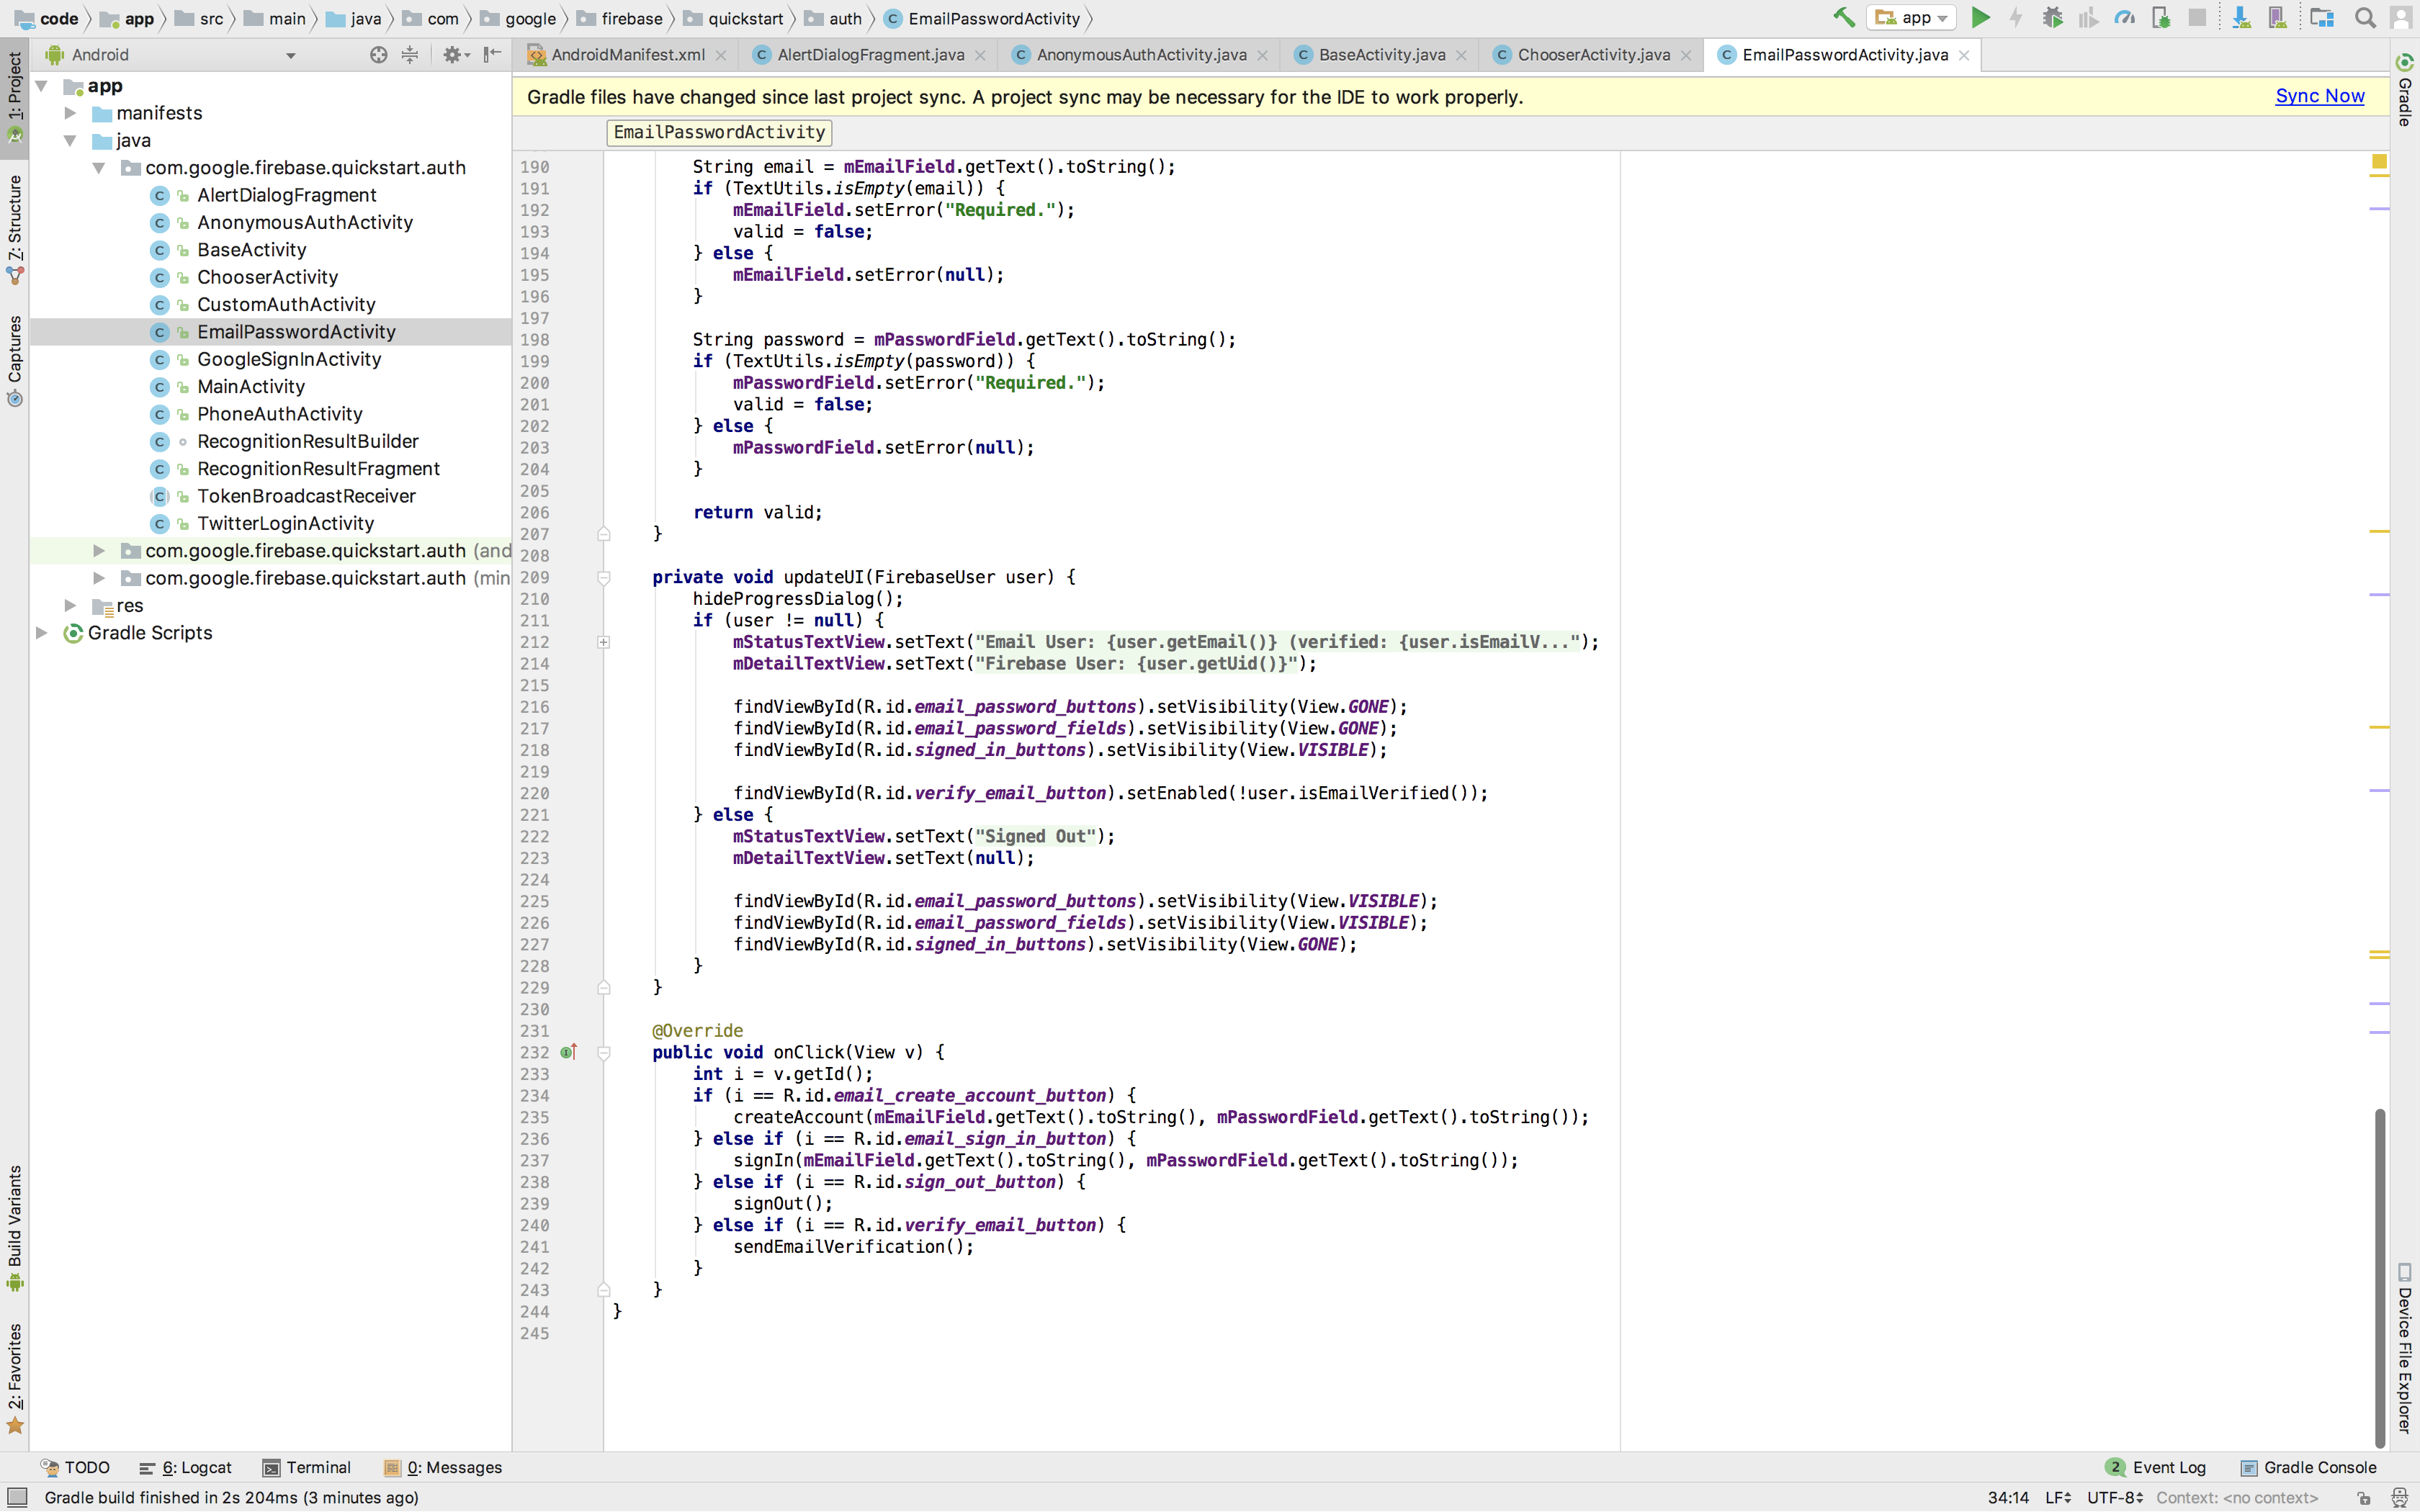 code app src main java com google firebase quickstart auth EmailPasswordActivity
app
Android
AndroidManifest.xml AlertDialogFragment.java AnonymousAuthActivity.java BaseActivity.java ChooserActivity.java EmailPasswordActivity.java
Gradle files have changed since last project sync. A project sync may be necessary for the IDE to work properly. Sync Now
EmailPasswordActivity
1: Project
7: Structure
Captures
Build Variants
2: Favorites
app
manifests
java
com.google.firebase.quickstart.auth
AlertDialogFragment
AnonymousAuthActivity
BaseActivity
ChooserActivity
CustomAuthActivity
EmailPasswordActivity
GoogleSignInActivity
MainActivity
PhoneAuthActivity
RecognitionResultBuilder
RecognitionResultFragment
TokenBroadcastReceiver
TwitterLoginActivity
com.google.firebase.quickstart.auth (and
com.google.firebase.quickstart.auth (min
res
Gradle Scripts
190 String email = mEmailField.getText().toString();
191 if (TextUtils.isEmpty(email)) {
192 mEmailField.setError("Required.");
193 valid = false;
194 } else {
195 mEmailField.setError(null);
196 }
197
198 String password = mPasswordField.getText().toString();
199 if (TextUtils.isEmpty(password)) {
200 mPasswordField.setError("Required.");
201 valid = false;
202 } else {
203 mPasswordField.setError(null);
204 }
205
206 return valid;
207 }
208
209 private void updateUI(FirebaseUser user) {
210 hideProgressDialog();
211 if (user != null) {
212 mStatusTextView.setText("Email User: {user.getEmail()} (verified: {user.isEmailV...");
214 mDetailTextView.setText("Firebase User: {user.getUid()}");
215
216 findViewById(R.id.email_password_buttons).setVisibility(View.GONE);
217 findViewById(R.id.email_password_fields).setVisibility(View.GONE);
218 findViewById(R.id.signed_in_buttons).setVisibility(View.VISIBLE);
219
220 findViewById(R.id.verify_email_button).setEnabled(!user.isEmailVerified());
221 } else {
222 mStatusTextView.setText("Signed Out");
223 mDetailTextView.setText(null);
224
225 findViewById(R.id.email_password_buttons).setVisibility(View.VISIBLE);
226 findViewById(R.id.email_password_fields).setVisibility(View.VISIBLE);
227 findViewById(R.id.signed_in_buttons).setVisibility(View.GONE);
228 }
229 }
230
231 @Override
232 public void onClick(View v) {
233 int i = v.getId();
234 if (i == R.id.email_create_account_button) {
235 createAccount(mEmailField.getText().toString(), mPasswordField.getText().toString());
236 } else if (i == R.id.email_sign_in_button) {
237 signIn(mEmailField.getText().toString(), mPasswordField.getText().toString());
238 } else if (i == R.id.sign_out_button) {
239 signOut();
240 } else if (i == R.id.verify_email_button) {
241 sendEmailVerification();
242 }
243 }
244 }
245
Gradle
Device File Explorer
TODO 6: Logcat Terminal 0: Messages 2 Event Log Gradle Console
Gradle build finished in 2s 204ms (3 minutes ago) 34:14 LF UTF-8 Context: <no context>